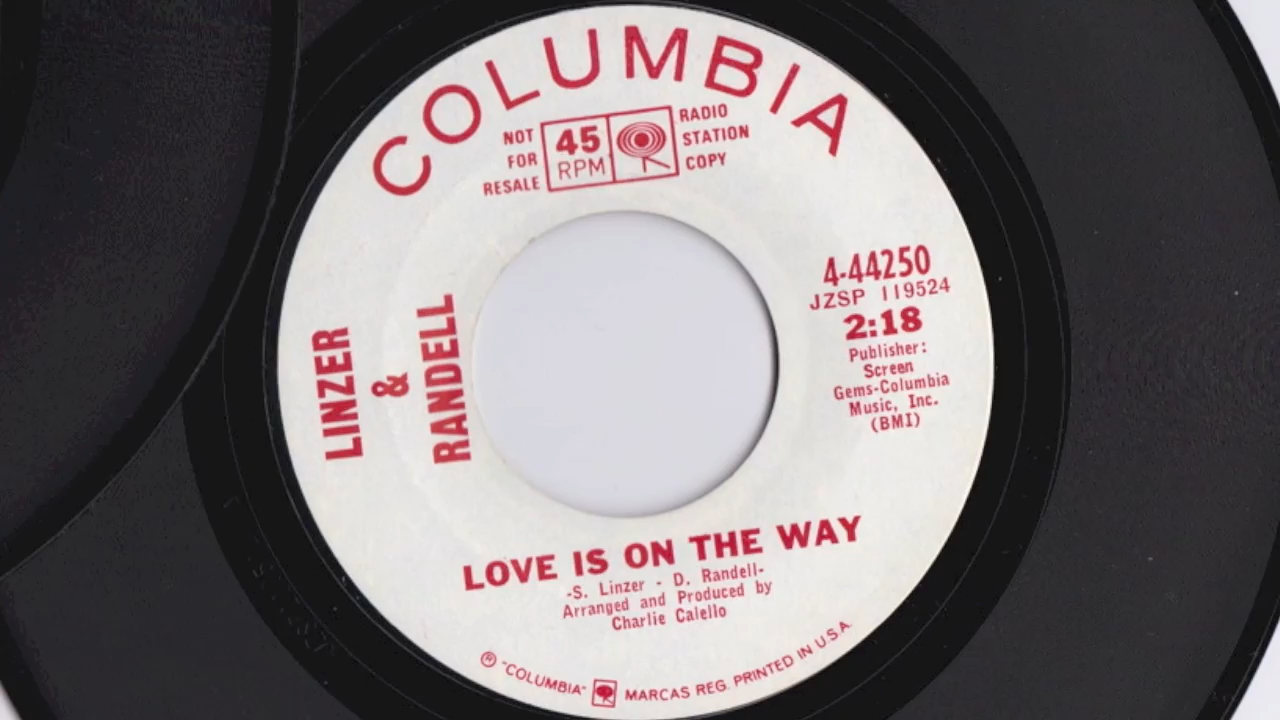 COLUMBIA
NOT
FOR
RESALE
45
RPM
RADIO
STATION
COPY
LINZER
&
RANDELL
4-44250
JZSP 119524
2:18
Publisher:
Screen
Gems-Columbia
Music, Inc.
(BMI)
LOVE IS ON THE WAY
-S. Linzer - D. Randell-
Arranged and Produced by
Charlie Calello
® "COLUMBIA" MARCAS REG. PRINTED IN U.S.A.